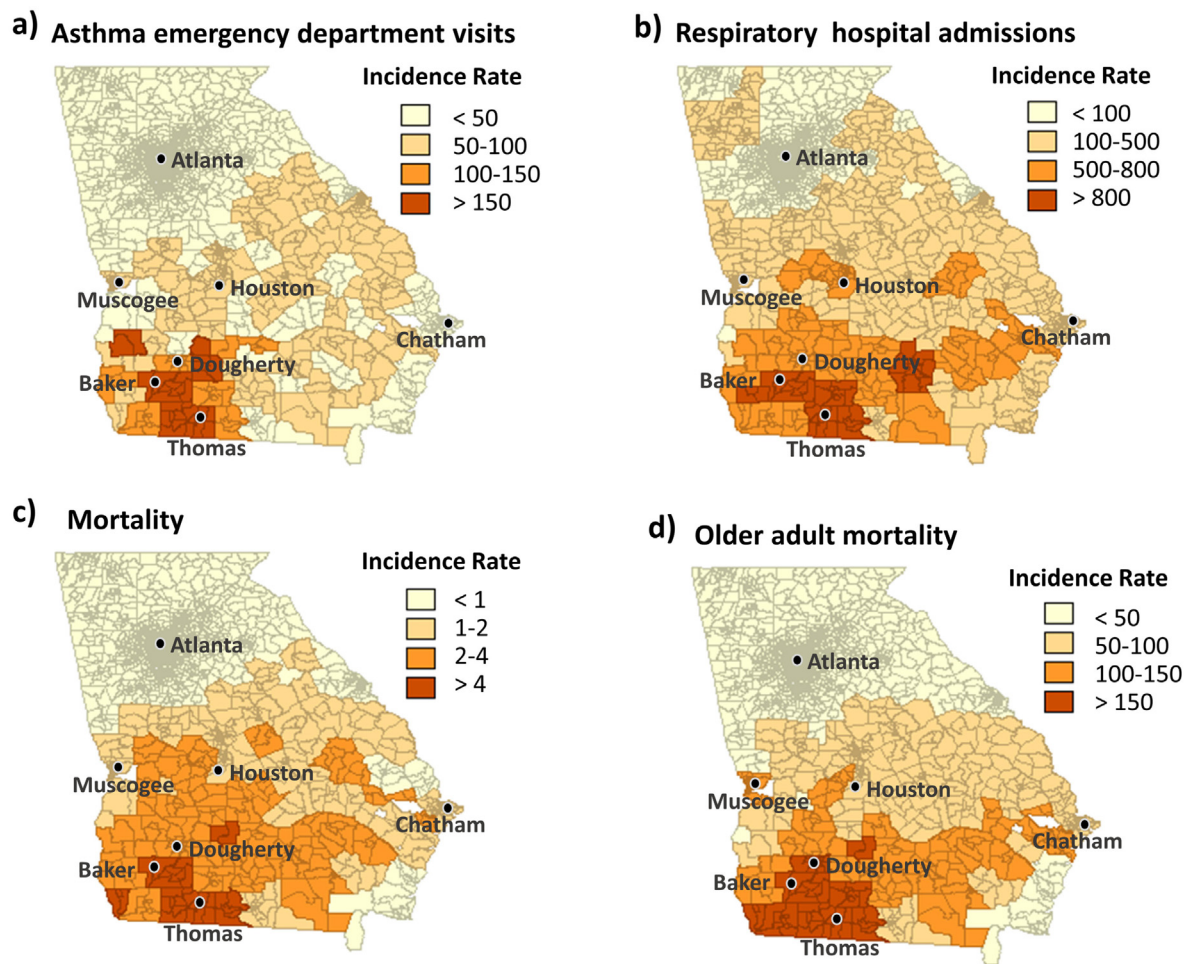 a) Asthma emergency department visits
Incidence Rate
< 50
50-100
100-150
> 150
Atlanta
Muscogee
Houston
Chatham
Dougherty
Baker
Thomas
b) Respiratory hospital admissions
Incidence Rate
< 100
100-500
500-800
> 800
Atlanta
Muscogee
Houston
Chatham
Dougherty
Baker
Thomas
c) Mortality
Incidence Rate
< 1
1-2
2-4
> 4
Atlanta
Muscogee
Houston
Chatham
Dougherty
Baker
Thomas
d) Older adult mortality
Incidence Rate
< 50
50-100
100-150
> 150
Atlanta
Muscogee
Houston
Chatham
Dougherty
Baker
Thomas